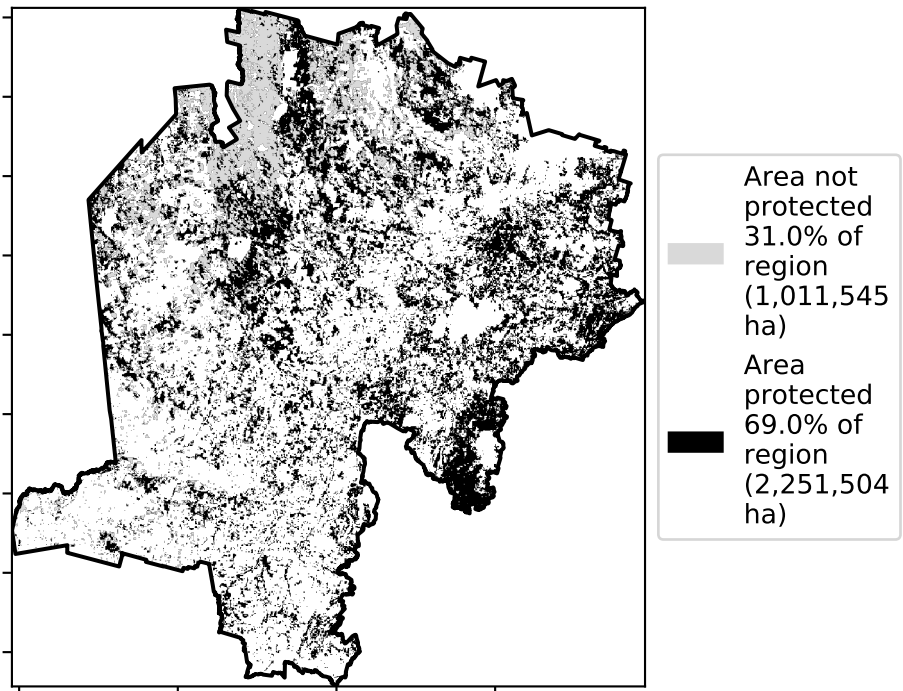 Area not
protected
31.0% of
region
(1,011,545
ha)
Area
protected
69.0% of
region
(2,251,504
ha)